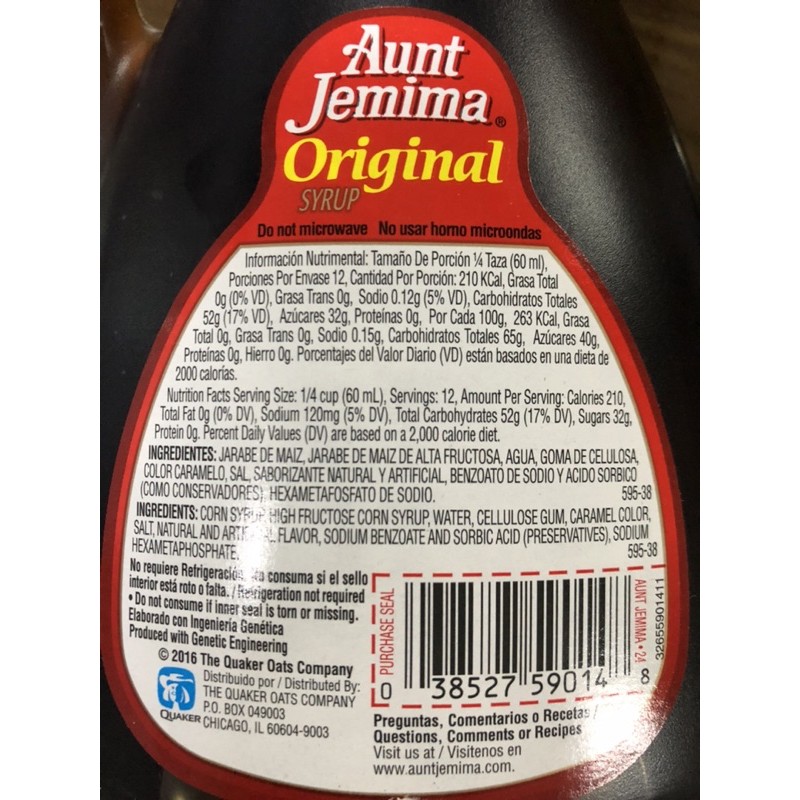 Aunt
Jemima®
Original
SYRUP
Do not microwave No usar horno microondas
Información Nutrimental: Tamaño De Porción ¼ Taza (60 ml),
Porciones Por Envase 12, Cantidad Por Porción: 210 KCal, Grasa Total
0g (0% VD), Grasa Trans 0g, Sodio 0.12g (5% VD), Carbohidratos Totales
52g (17% VD), Azúcares 32g, Proteínas 0g, Por Cada 100g, 263 KCal, Grasa
Total 0g, Grasa Trans 0g, Sodio 0.15g, Carbohidratos Totales 65g, Azúcares 40g,
Proteínas 0g, Hierro 0g. Porcentajes del Valor Diario (VD) están basados en una dieta de
2000 calorías.
Nutrition Facts Serving Size: 1/4 cup (60 mL), Servings: 12, Amount Per Serving: Calories 210,
Total Fat 0g (0% DV), Sodium 120mg (5% DV), Total Carbohydrates 52g (17% DV), Sugars 32g,
Protein 0g. Percent Daily Values (DV) are based on a 2,000 calorie diet.
INGREDIENTES: JARABE DE MAIZ, JARABE DE MAIZ DE ALTA FRUCTOSA, AGUA, GOMA DE CELULOSA,
COLOR CARAMELO, SAL, SABORIZANTE NATURAL Y ARTIFICIAL, BENZOATO DE SODIO Y ACIDO SORBICO
(COMO CONSERVADORES), HEXAMETAFOSFATO DE SODIO. 595-38
INGREDIENTS: CORN SYRUP, HIGH FRUCTOSE CORN SYRUP, WATER, CELLULOSE GUM, CARAMEL COLOR,
SALT, NATURAL AND ARTIFICIAL FLAVOR, SODIUM BENZOATE AND SORBIC ACID (PRESERVATIVES), SODIUM
HEXAMETAPHOSPHATE. 595-38
No requiere Refrigeración. No consuma si el sello
interior está roto o falta. / Refrigeration not required
• Do not consume if inner seal is torn or missing.
Elaborado con Ingeniería Genética
Produced with Genetic Engineering
© 2016 The Quaker Oats Company
Distribuido por / Distributed By:
THE QUAKER OATS COMPANY
P.O. BOX 049003
CHICAGO, IL 60604-9003
QUAKER
PURCHASE SEAL
0 38527 59014 8
AUNT JEMIMA • 24
32655901411
Preguntas, Comentarios o Recetas /
Questions, Comments or Recipes
Visit us at / Visítenos en
www.auntjemima.com.